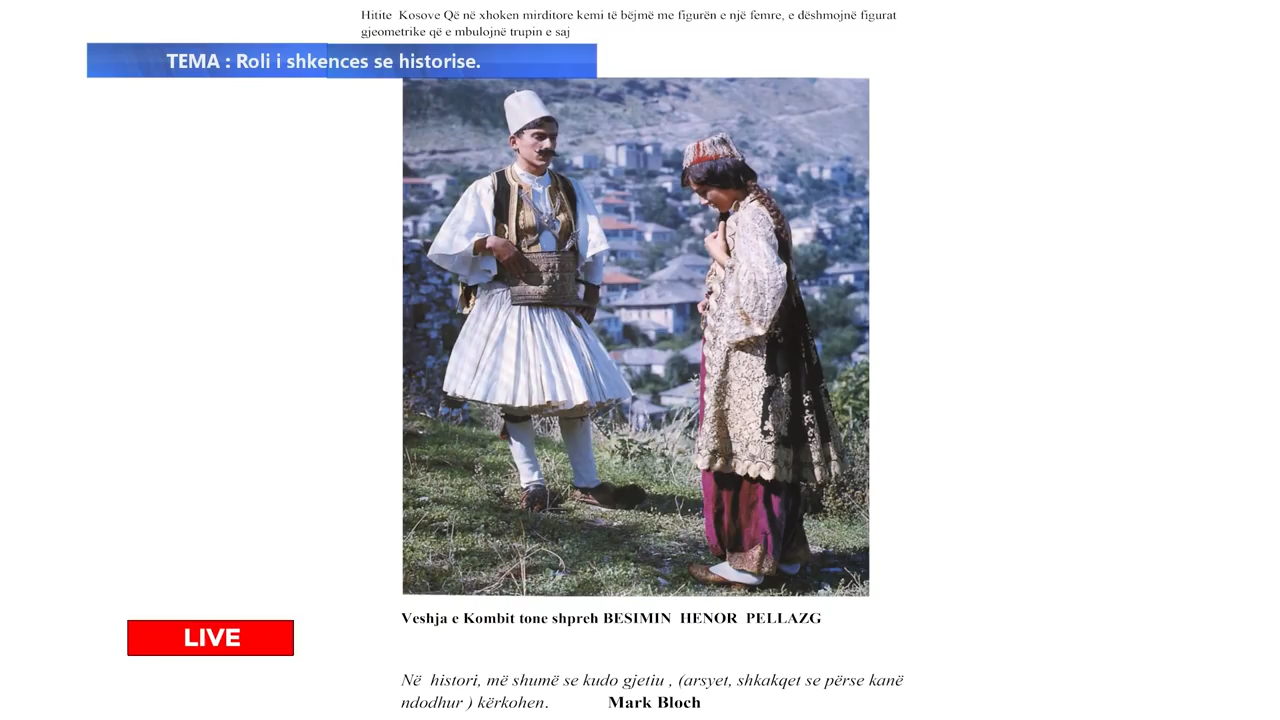 Hitite Kosove Që në xhoken mirditore kemi të bëjmë me figurën e një femre, e dëshmojnë figurat
gjeometrike që e mbulojnë trupin e saj
TEMA : Roli i shkences se historise.
Veshja e Kombit tone shpreh BESIMIN HENOR PELLAZG
LIVE
Në histori, më shumë se kudo gjetiu , (arsyet, shkakqet se përse kanë
ndodhur ) kërkohen. Mark Bloch